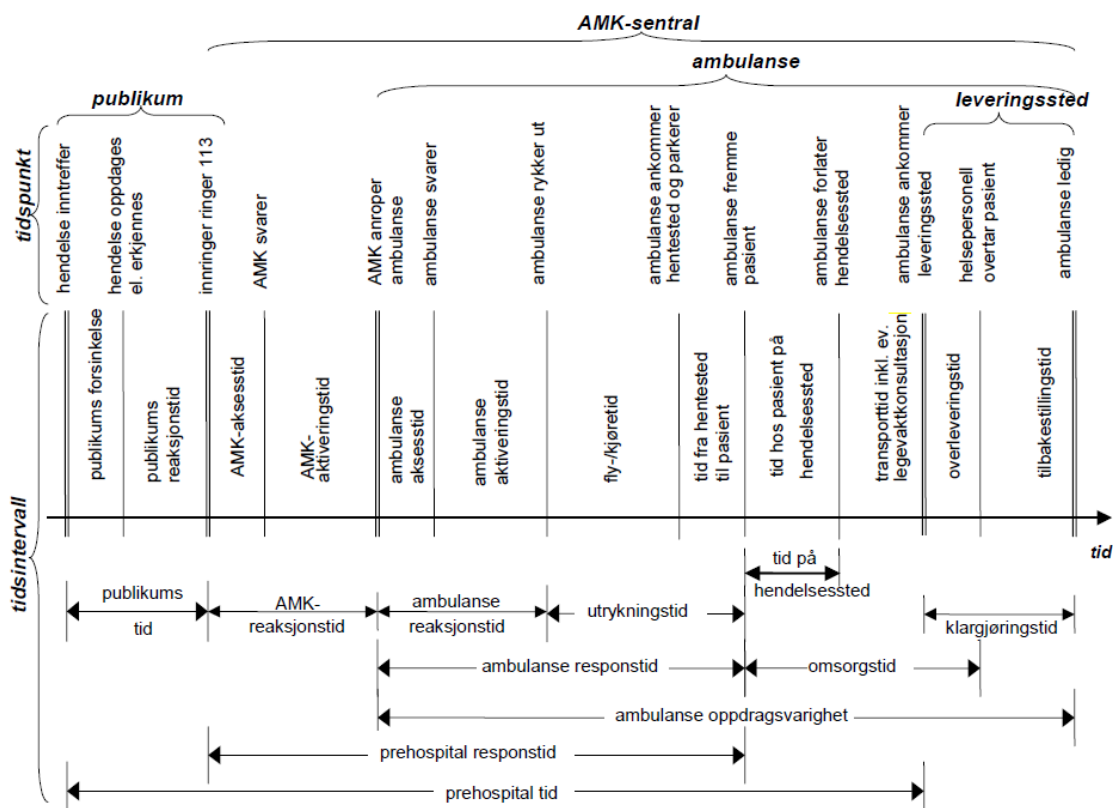 AMK-sentral
ambulanse
publikum
leveringssted
tidspunkt
hendelse inntreffer
hendelse oppdages
el. erkjennes
innringer ringer 113
AMK svarer
AMK anroper
ambulanse
ambulanse svarer
ambulanse rykker ut
ambulanse ankommer
hentested og parkerer
ambulanse fremme
pasient
ambulanse forlater
hendelsessted
ambulanse ankommer
leveringssted
helsepersonell
overtar pasient
ambulanse ledig
tidsintervall
publikums forsinkelse
publikums
reaksjonstid
AMK-aksesstid
AMK-
aktiveringstid
ambulanse
aksesstid
ambulanse
aktiveringstid
fly-/kjøretid
tid fra hentested
til pasient
tid hos pasient på
hendelsessted
transporttid inkl. ev.
legevaktkonsultasjon
overleveringstid
tilbakestillingstid
tid
tid på
hendelsessted
publikums
tid
AMK-
reaksjonstid
ambulanse
reaksjonstid
utrykningstid
klargjøringstid
ambulanse responstid
omsorgstid
ambulanse oppdragsvarighet
prehospital responstid
prehospital tid